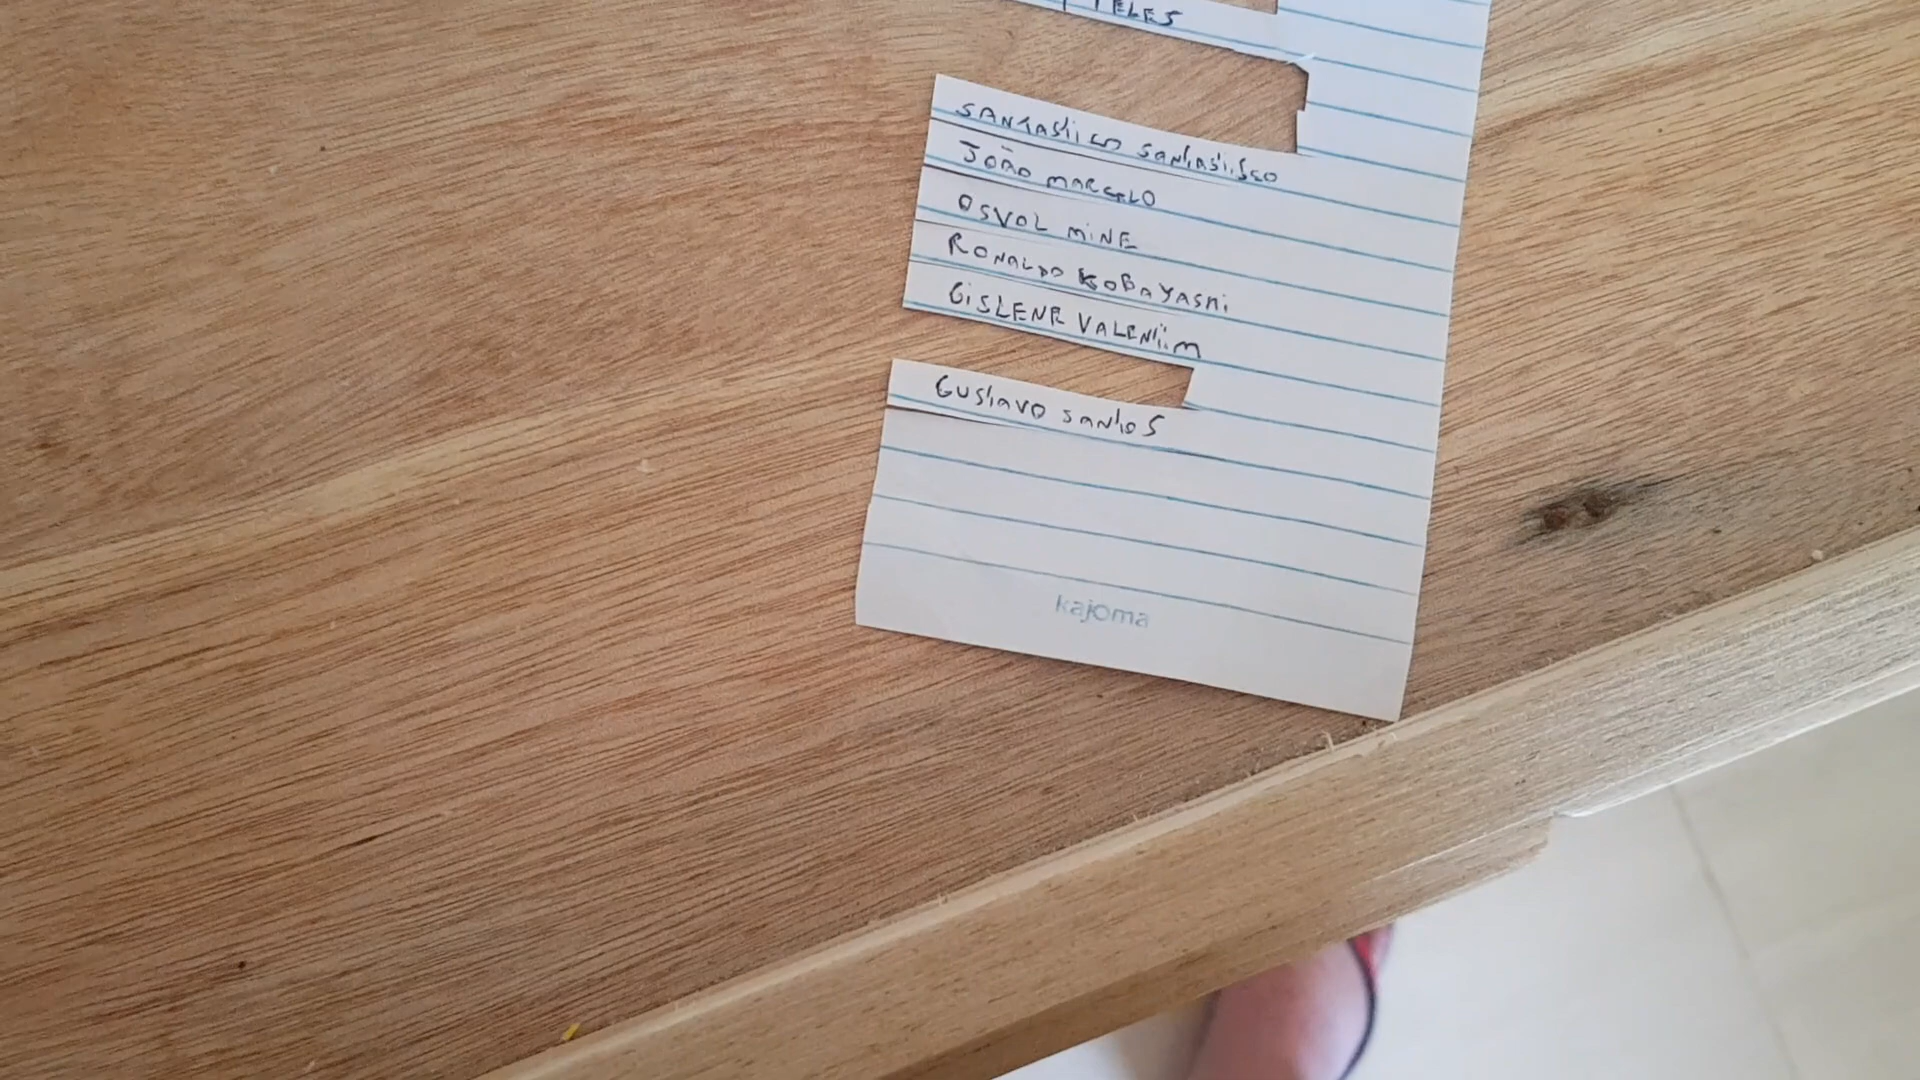 TELES
SANTASTICO SANTASTISCO
JOÃO MARCELO
OSVOL MINE
RONALDO KOBAYASHI
GISLENE VALENTIM
GUSTAVO SANTOS
kajoma